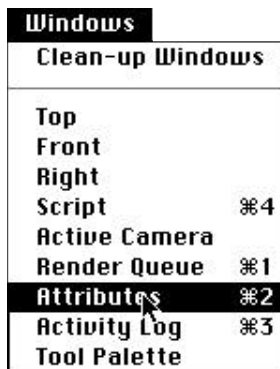 Windows
Clean-up Windows
Top
Front
Right
Script ⌘4
Active Camera
Render Queue ⌘1
Attributes ⌘2
Activity Log ⌘3
Tool Palette